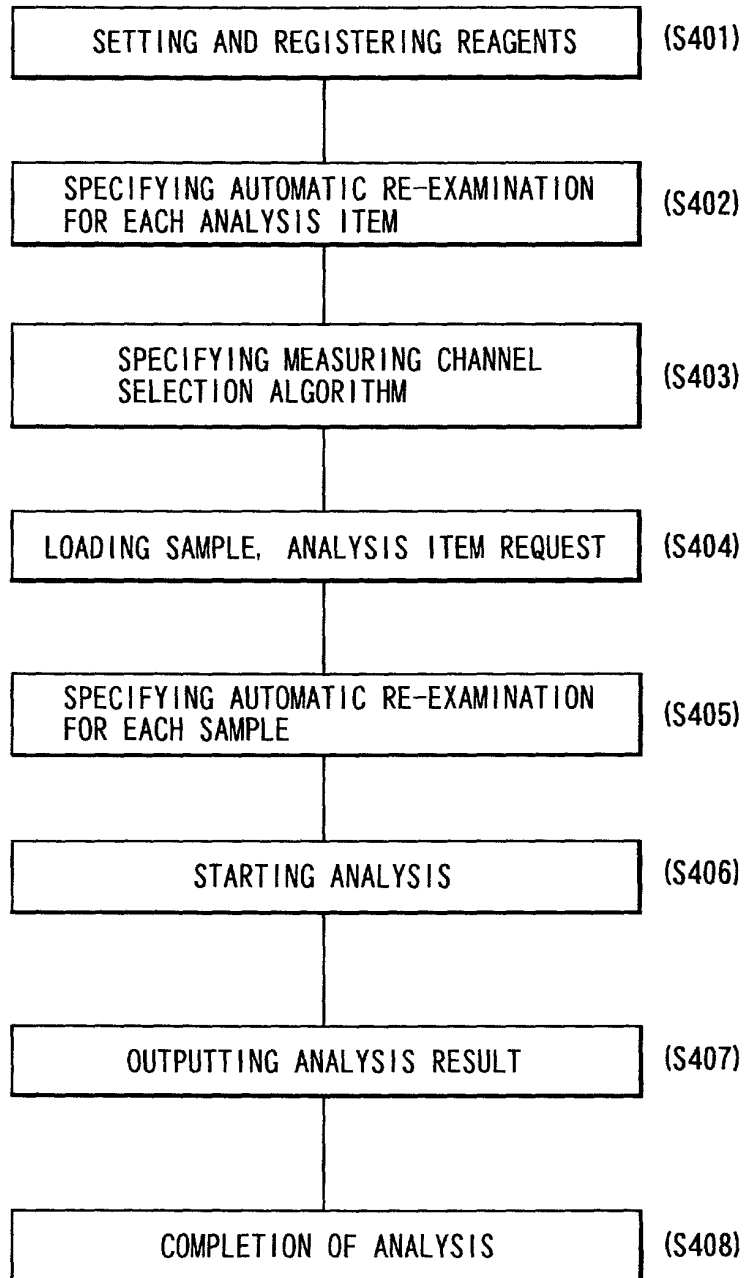 SETTING AND REGISTERING REAGENTS (S401)
SPECIFYING AUTOMATIC RE-EXAMINATION
FOR EACH ANALYSIS ITEM
(S402)
SPECIFYING MEASURING CHANNEL
SELECTION ALGORITHM
(S403)
LOADING SAMPLE, ANALYSIS ITEM REQUEST (S404)
SPECIFYING AUTOMATIC RE-EXAMINATION
FOR EACH SAMPLE
(S405)
STARTING ANALYSIS (S406)
OUTPUTTING ANALYSIS RESULT (S407)
COMPLETION OF ANALYSIS (S408)